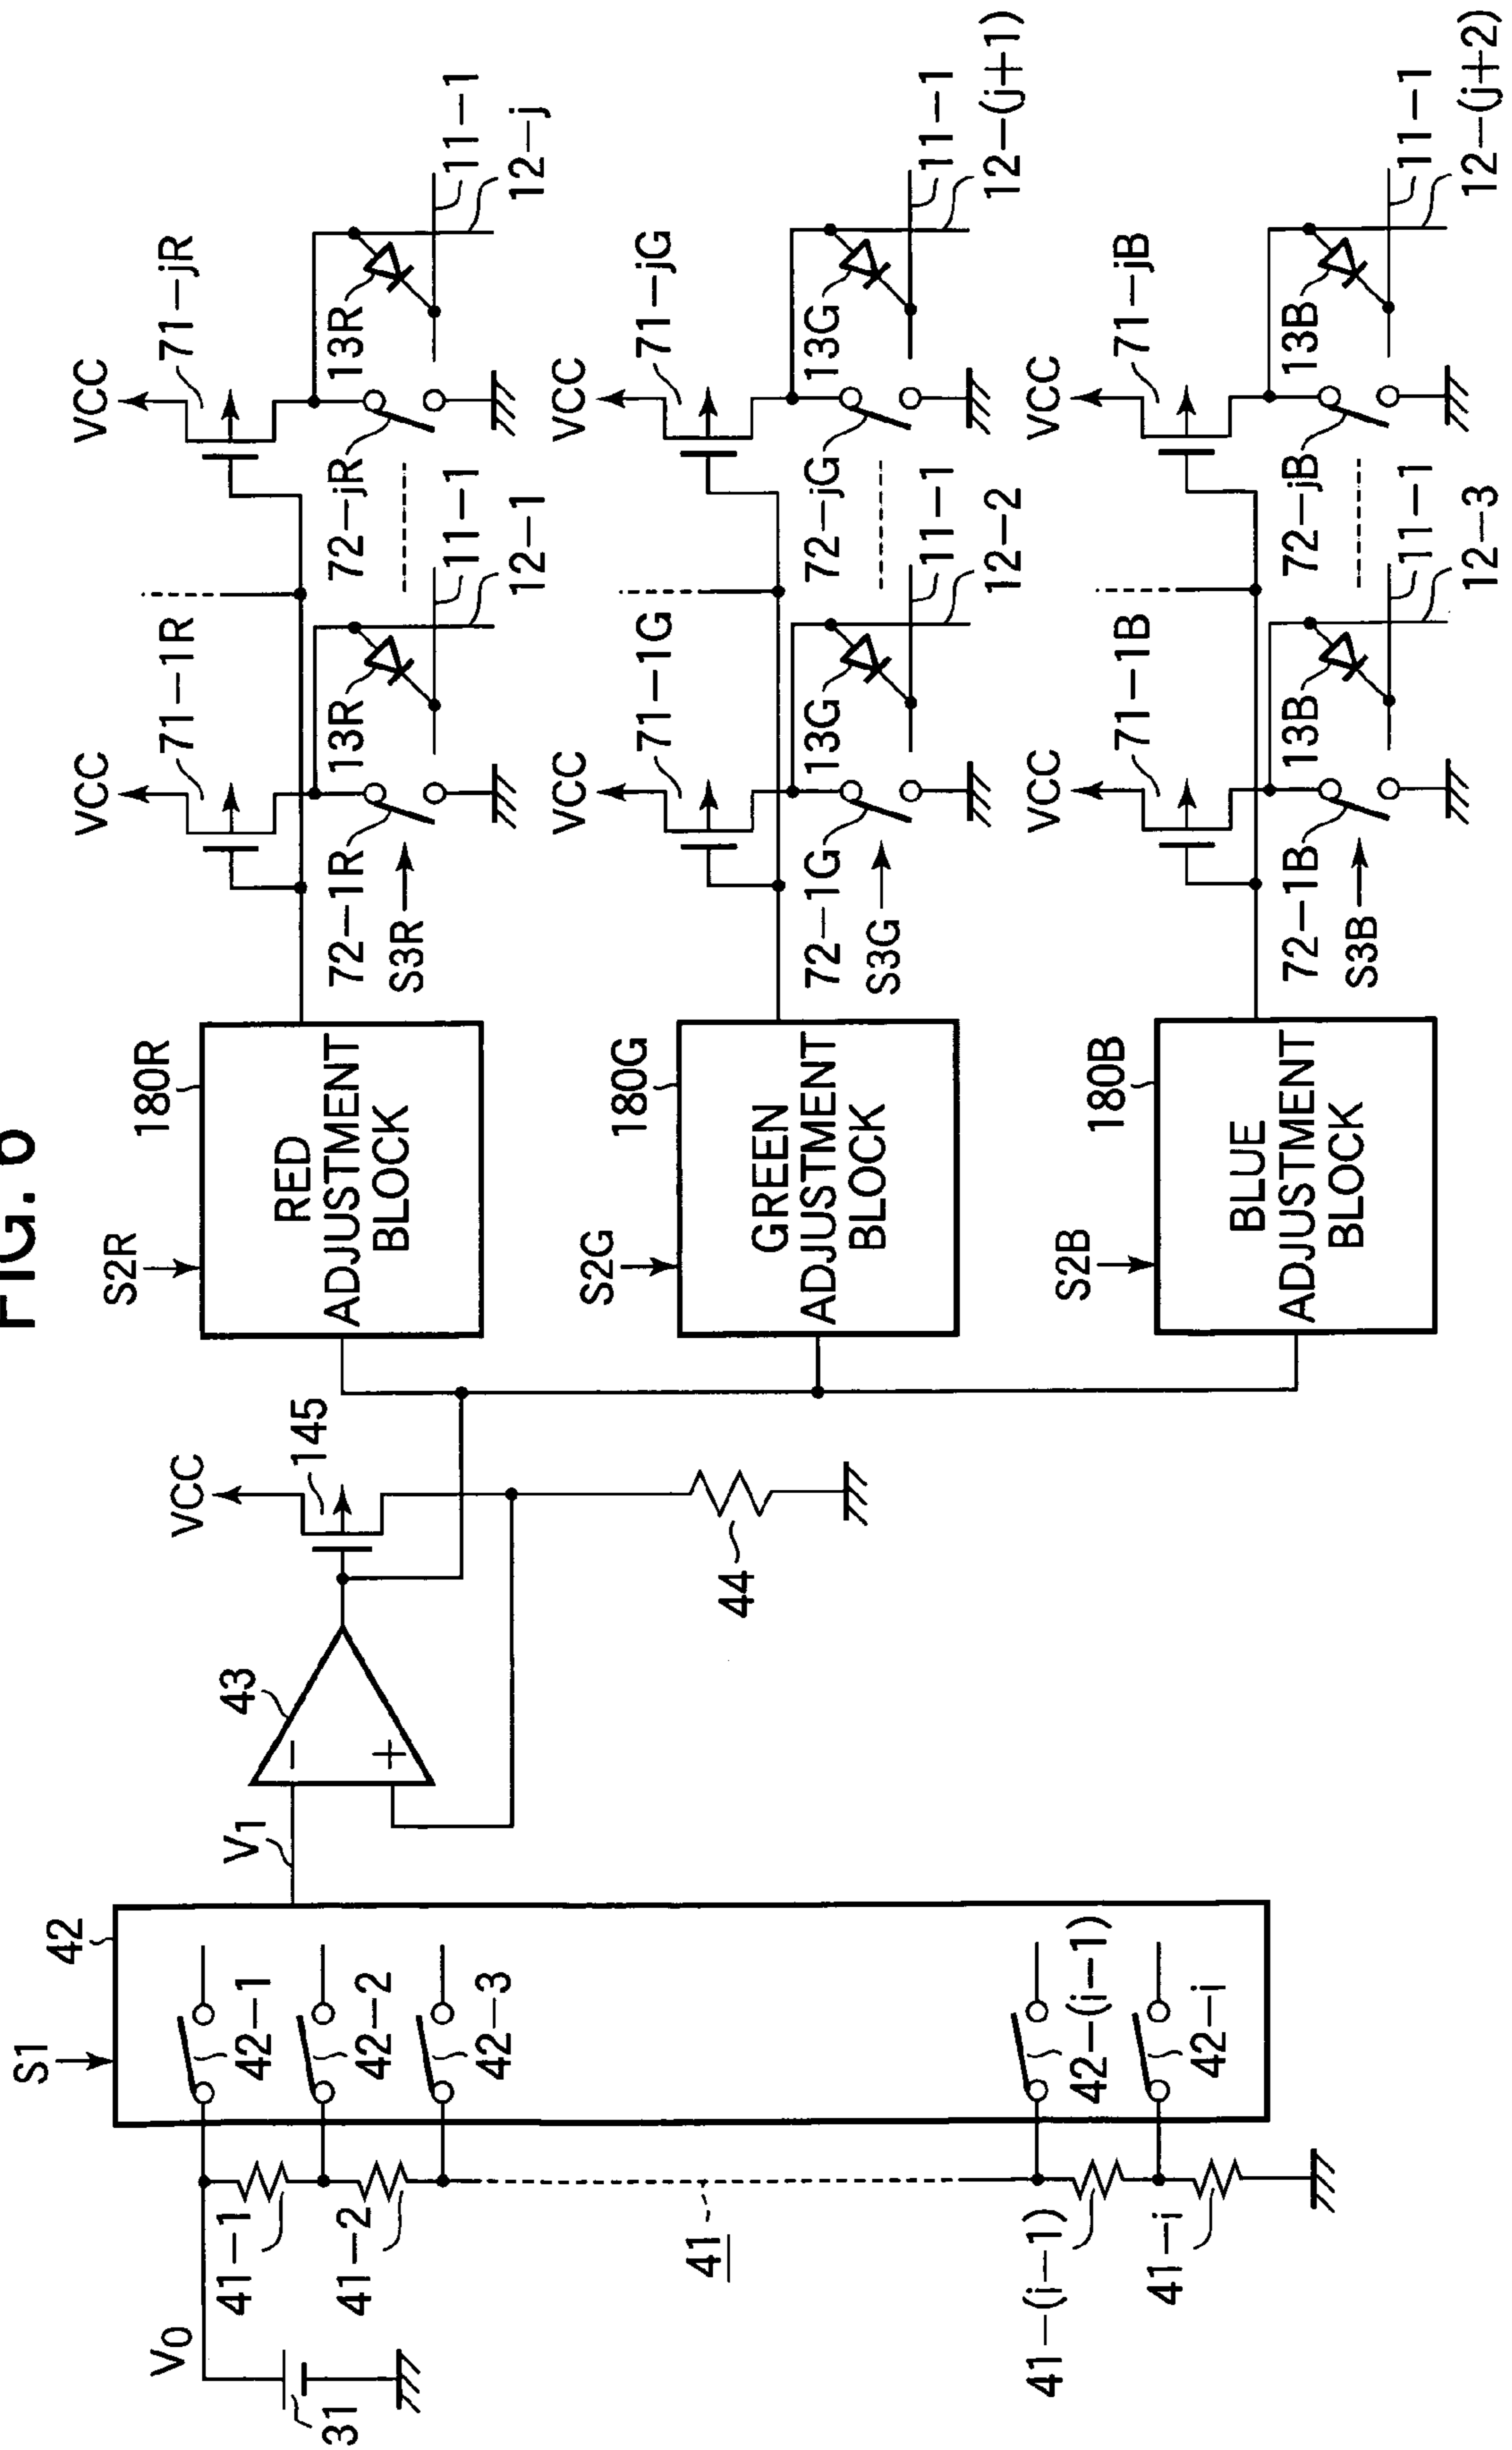 FIG. 6
S1
42
V0
31
41-1
41-2
41
41-(i-1)
41-i
42-1
42-2
42-3
42-(i-1)
42-i
V1
43
VCC
145
44
S2R
180R
RED
ADJUSTMENT
BLOCK
S2G
180G
GREEN
ADJUSTMENT
BLOCK
S2B
180B
BLUE
ADJUSTMENT
BLOCK
VCC
71-1R
72-1R
S3R
13R
11-1
12-1
VCC
71-jR
72-jR
13R
11-1
12-j
VCC
71-1G
72-1G
S3G
13G
11-1
12-2
VCC
71-jG
72-jG
13G
11-1
12-(j+1)
VCC
71-1B
72-1B
S3B
13B
11-1
12-3
VCC
71-jB
72-jB
13B
11-1
12-(j+2)